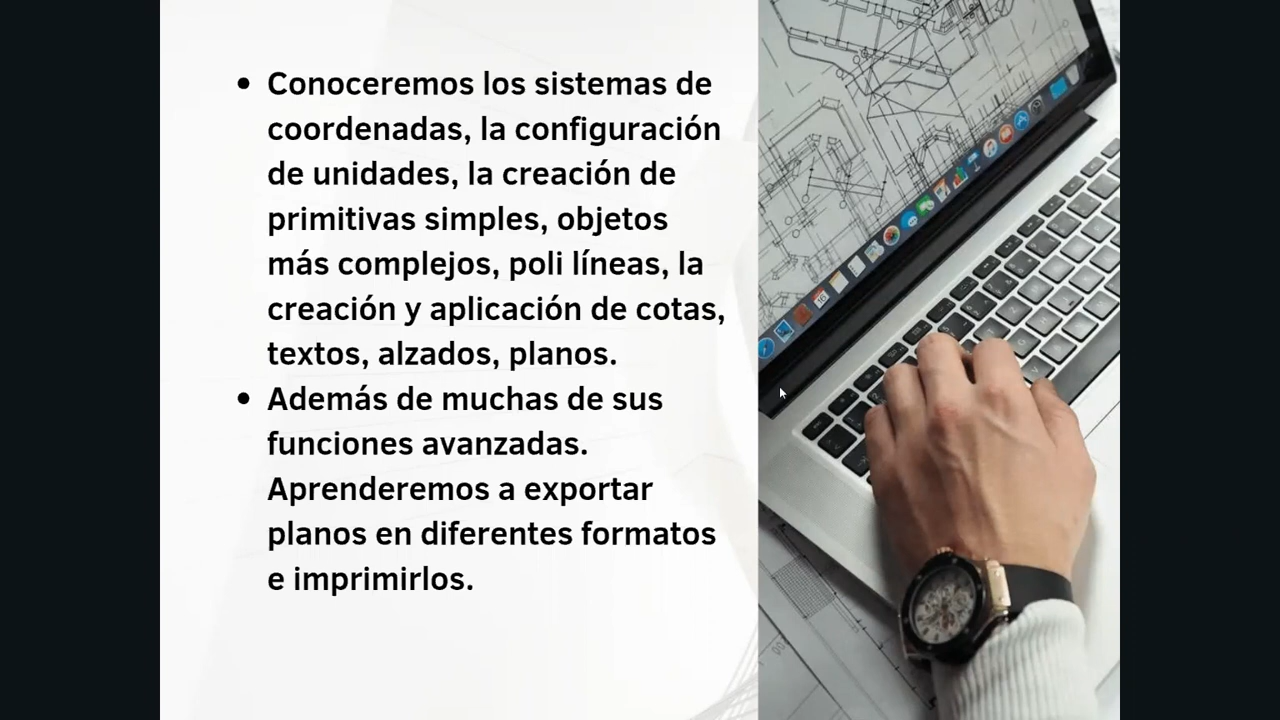 Conoceremos los sistemas de
coordenadas, la configuración
de unidades, la creación de
primitivas simples, objetos
más complejos, poli líneas, la
creación y aplicación de cotas,
textos, alzados, planos.
Además de muchas de sus
funciones avanzadas.
Aprenderemos a exportar
planos en diferentes formatos
e imprimirlos.